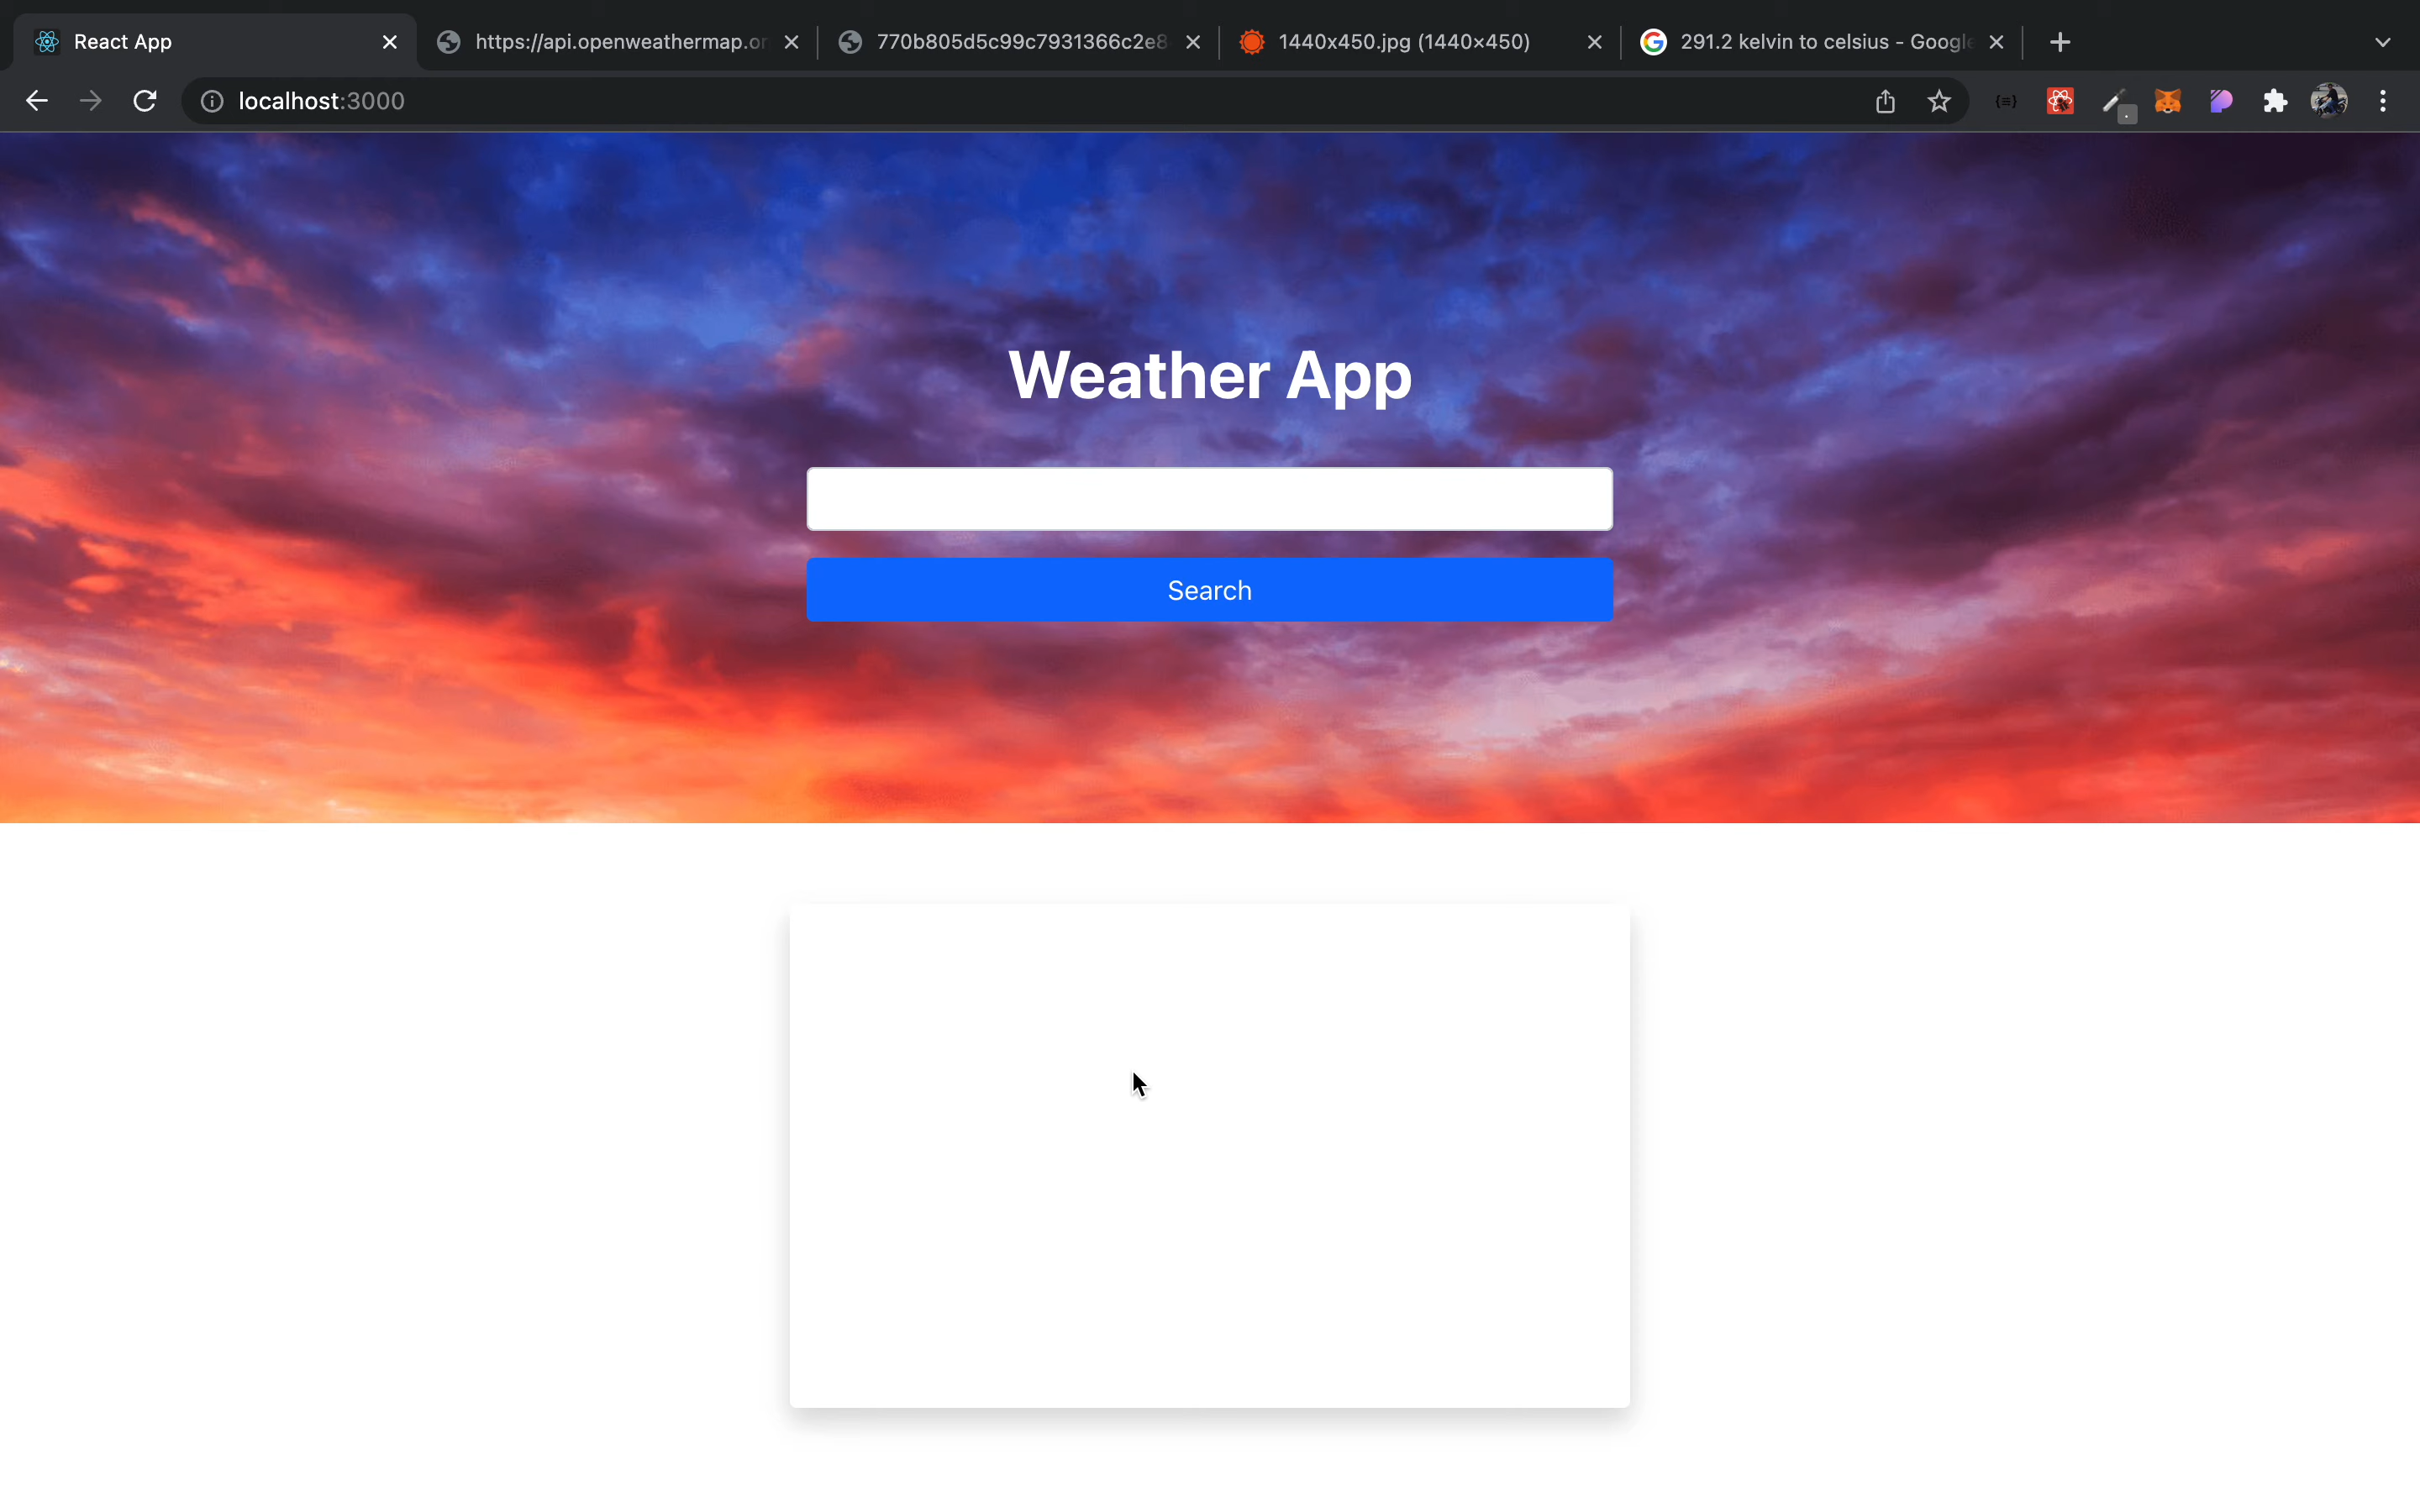 React App
https://api.openweathermap.or
770b805d5c99c7931366c2e8
1440x450.jpg (1440×450)
291.2 kelvin to celsius - Google
localhost:3000
Weather App
Search